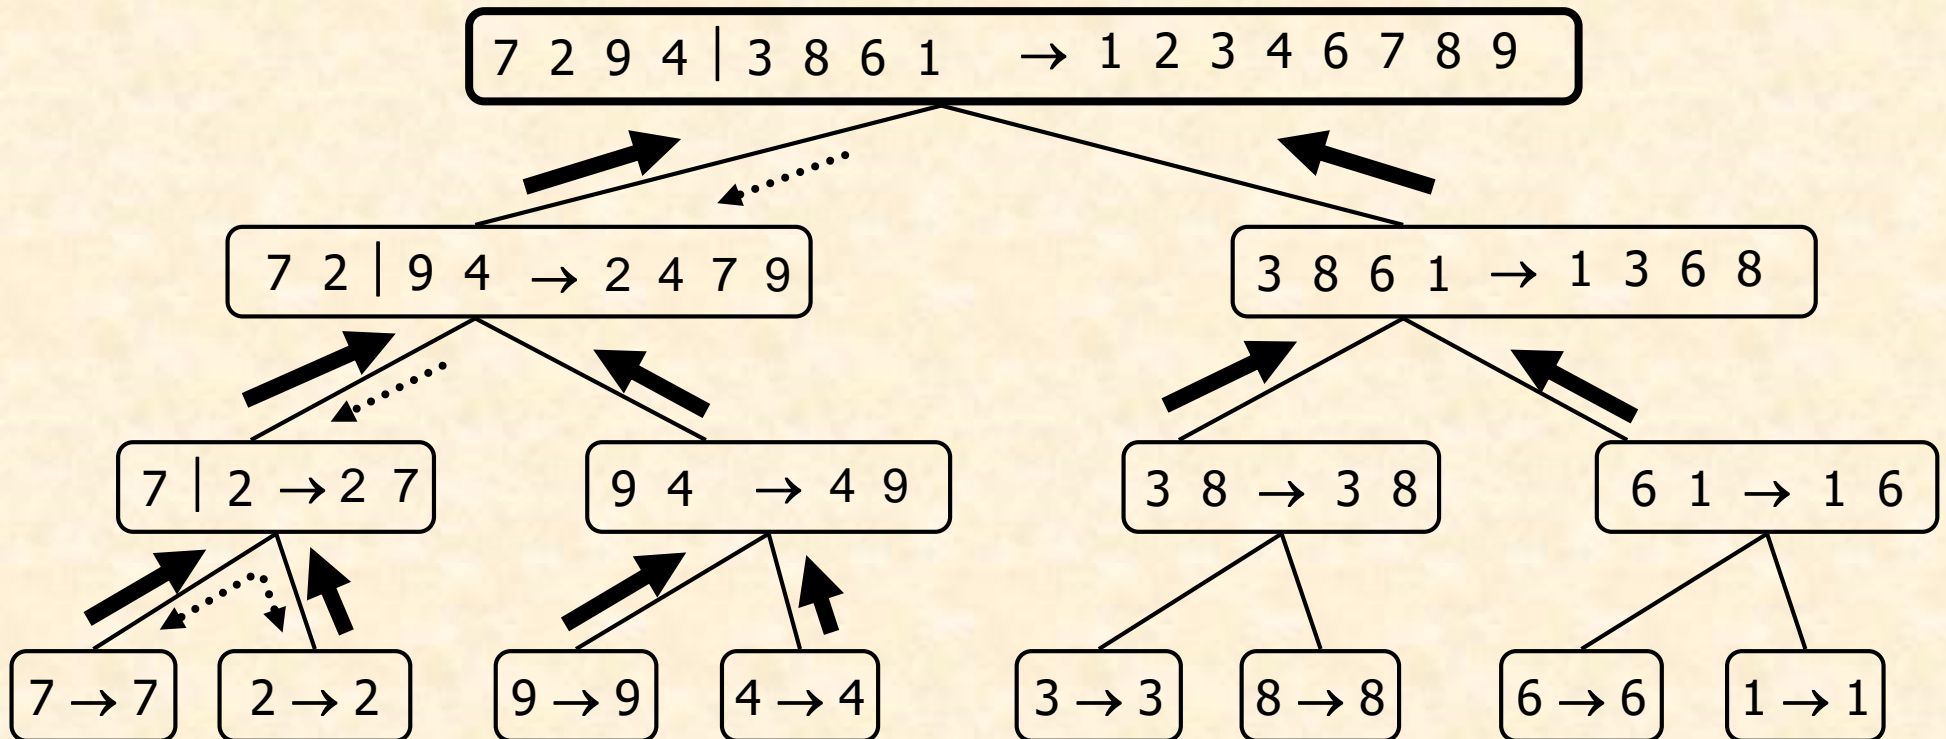 7 2 9 4 | 3 8 6 1 → 1 2 3 4 6 7 8 9
7 2 | 9 4 → 2 4 7 9
3 8 6 1 → 1 3 6 8
7 | 2 → 2 7
9 4 → 4 9
3 8 → 3 8
6 1 → 1 6
7 → 7
2 → 2
9 → 9
4 → 4
3 → 3
8 → 8
6 → 6
1 → 1